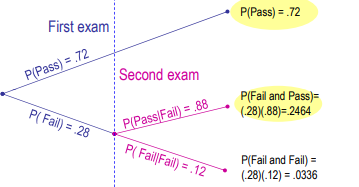 First exam
P(Pass) = .72
P(Pass) = .72
Second exam
P( Fail) = .28
P(Pass|Fail) = .88
P(Fail and Pass)=
(.28)(.88)=.2464
P( Fail|Fail) = .12
P(Fail and Fail) =
(.28)(.12) = .0336